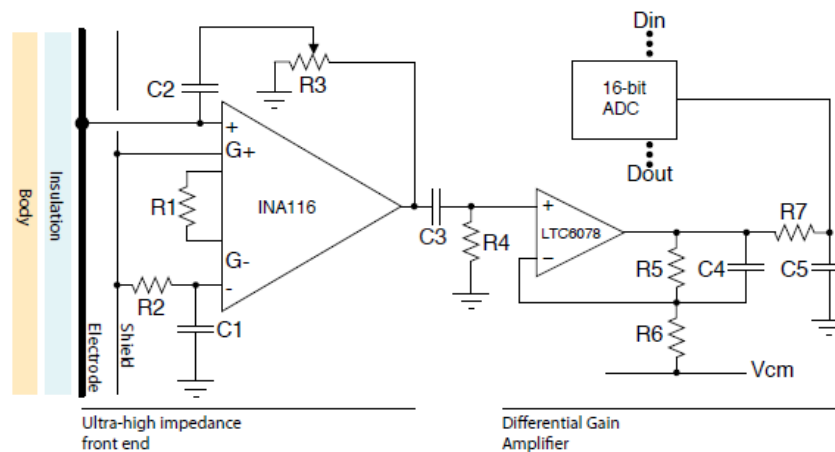 Body
Insulation
Electrode
Shield
C2
R3
+
G+
R1
INA116
G-
-
R2
C1
C3
R4
+
LTC6078
−
R5
C4
R6
R7
C5
Vcm
Din
16-bit
ADC
Dout
Ultra-high impedance
front end
Differential Gain
Amplifier